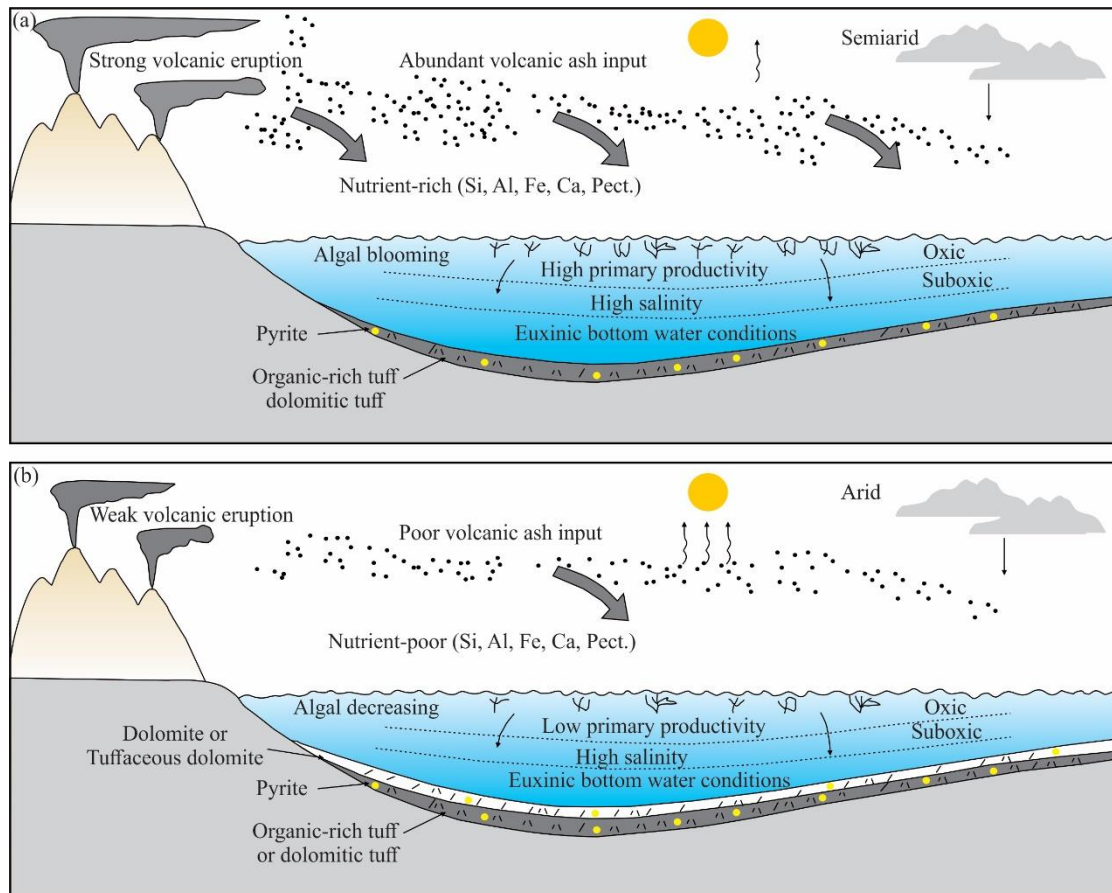 (a)
Strong volcanic eruption
Abundant volcanic ash input
Semiarid
Nutrient-rich (Si, Al, Fe, Ca, Pect.)
Algal blooming
High primary productivity
Oxic
Suboxic
High salinity
Euxinic bottom water conditions
Pyrite
Organic-rich tuff
dolomitic tuff
(b)
Weak volcanic eruption
Poor volcanic ash input
Arid
Nutrient-poor (Si, Al, Fe, Ca, Pect.)
Algal decreasing
Low primary productivity
Oxic
Suboxic
High salinity
Euxinic bottom water conditions
Dolomite or
Tuffaceous dolomite
Pyrite
Organic-rich tuff
or dolomitic tuff